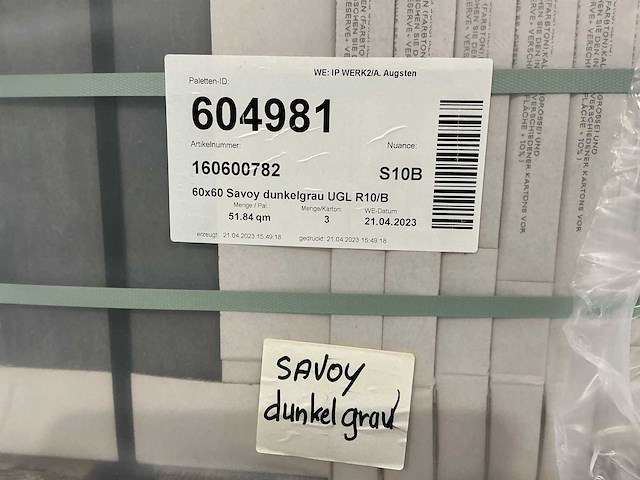 WE: IP WERK2/A. Augsten
Paletten-ID:
604981
Artikelnummer:
Nuance:
160600782
S10B
60x60 Savoy dunkelgrau UGL R10/B
Menge / Pal:
Menge/Karton:
WE-Datum:
51.84 qm
3
21.04.2023
erzeugt: 21.04.2023 15:49:18
gedruckt: 21.04.2023 15:49:18
SAVOY
dunkelgrau